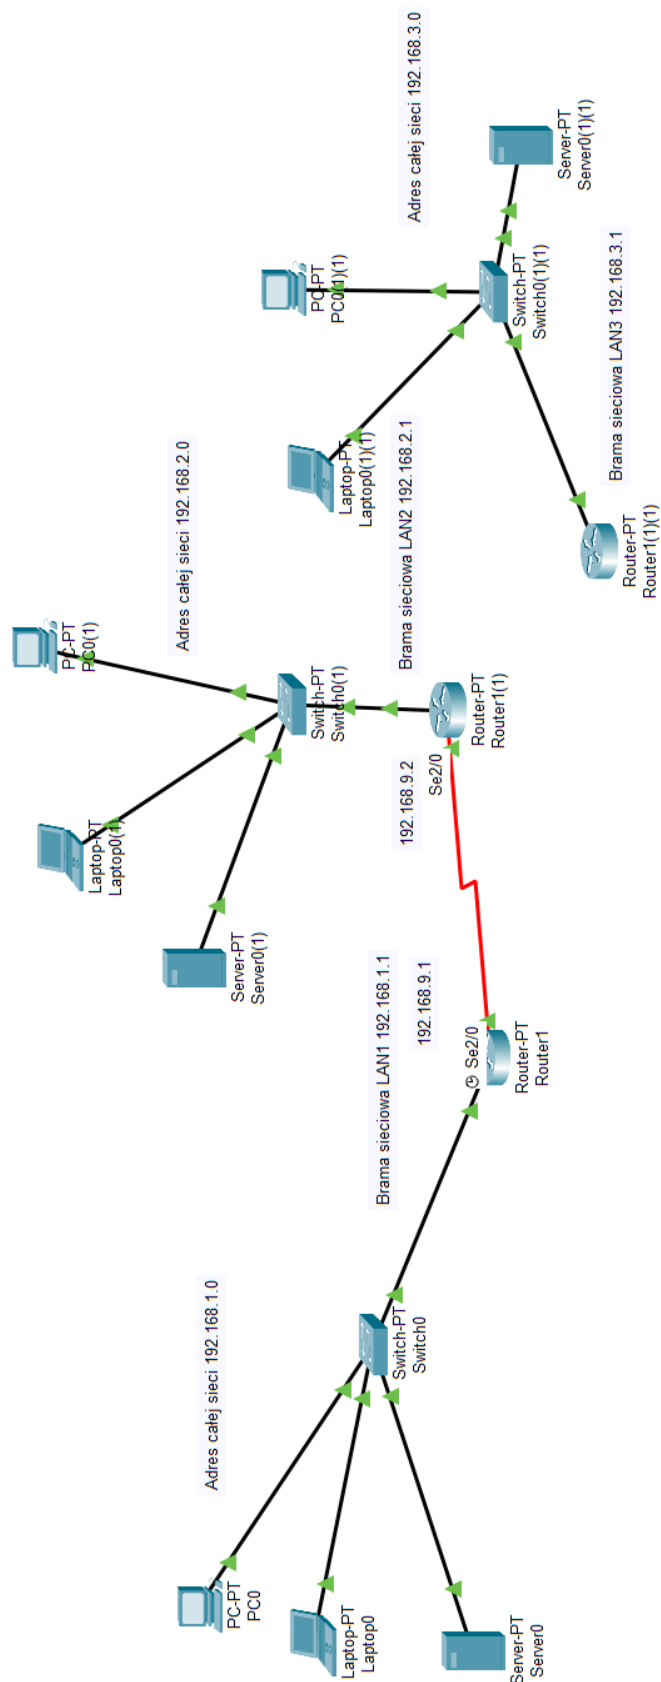 Adres całej sieci 192.168.1.0
PC-PT
PC0
Laptop-PT
Laptop0
Server-PT
Server0
Switch-PT
Switch0
Brama sieciowa LAN1 192.168.1.1
192.168.9.1
Se2/0
Router-PT
Router1
Server-PT
Server0(1)
Laptop-PT
Laptop0(1)
PC-PT
PC0(1)
Adres całej sieci 192.168.2.0
Switch-PT
Switch0(1)
192.168.9.2
Se2/0
Router-PT
Router1(1)
Brama sieciowa LAN2 192.168.2.1
Laptop-PT
Laptop0(1)(1)
PC-PT
PC0(1)(1)
Adres całej sieci 192.168.3.0
Switch-PT
Switch0(1)(1)
Server-PT
Server0(1)(1)
Brama sieciowa LAN3 192.168.3.1
Router-PT
Router1(1)(1)